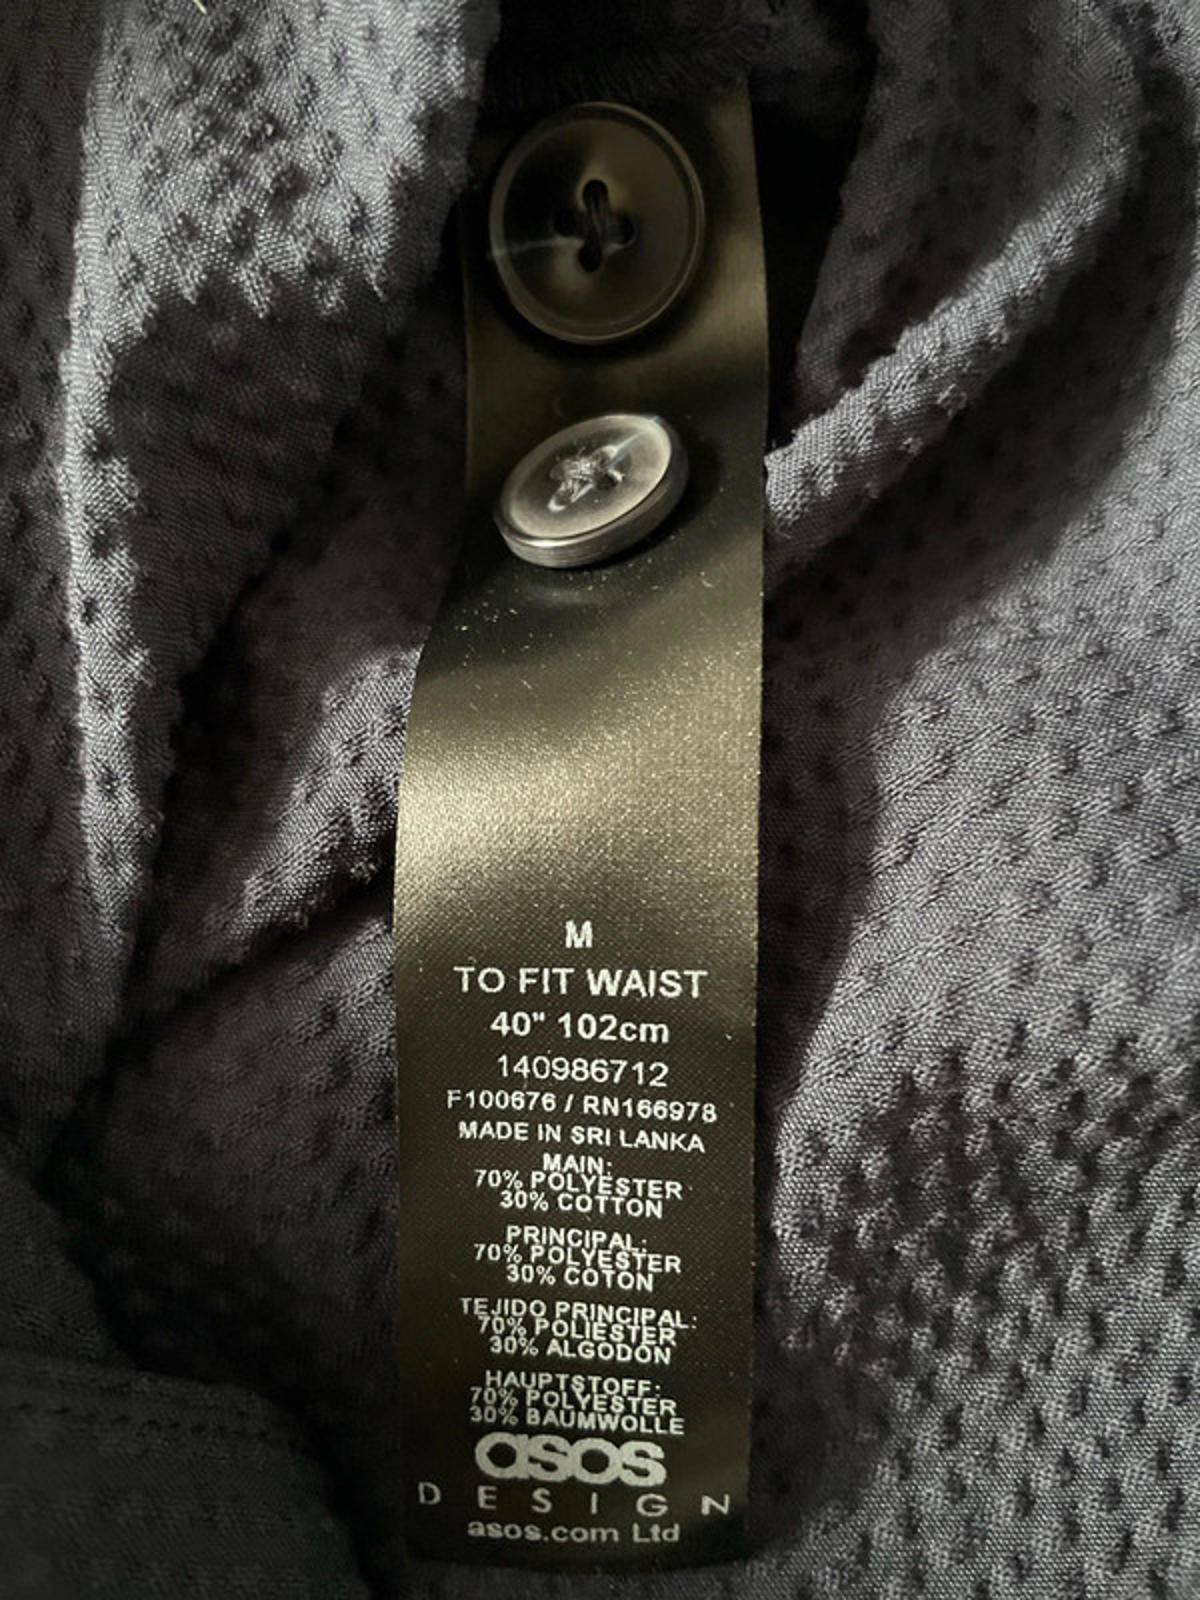 M
TO FIT WAIST
40" 102cm
140986712
F100676 / RN166978
MADE IN SRI LANKA
MAIN:
70% POLYESTER
30% COTTON
PRINCIPAL:
70% POLYESTER
30% COTON
TEJIDO PRINCIPAL:
70% POLIESTER
30% ALGODON
HAUPTSTOFF:
70% POLYESTER
30% BAUMWOLLE
asos
DESIGN
asos.com Ltd